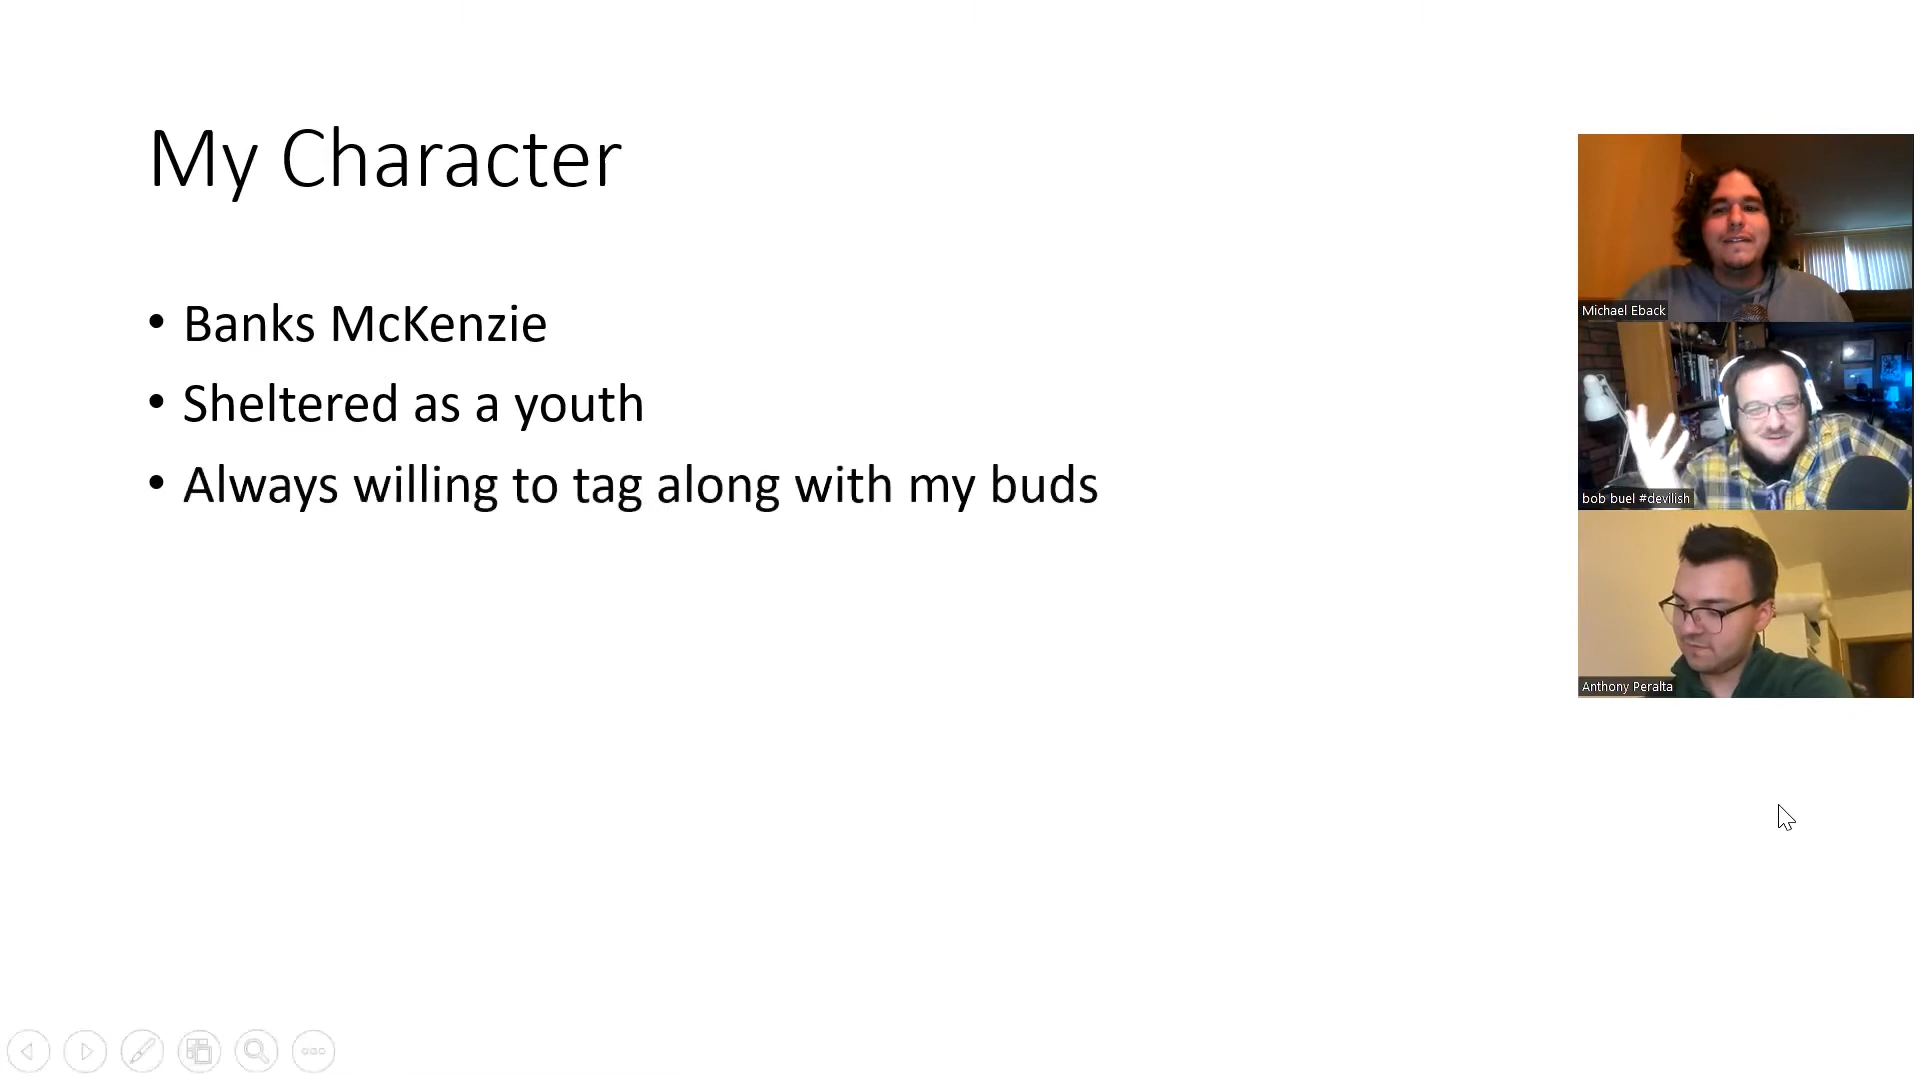 My Character
• Banks McKenzie
• Sheltered as a youth
• Always willing to tag along with my buds
Michael Eback
bob buel #devilish
Anthony Peralta